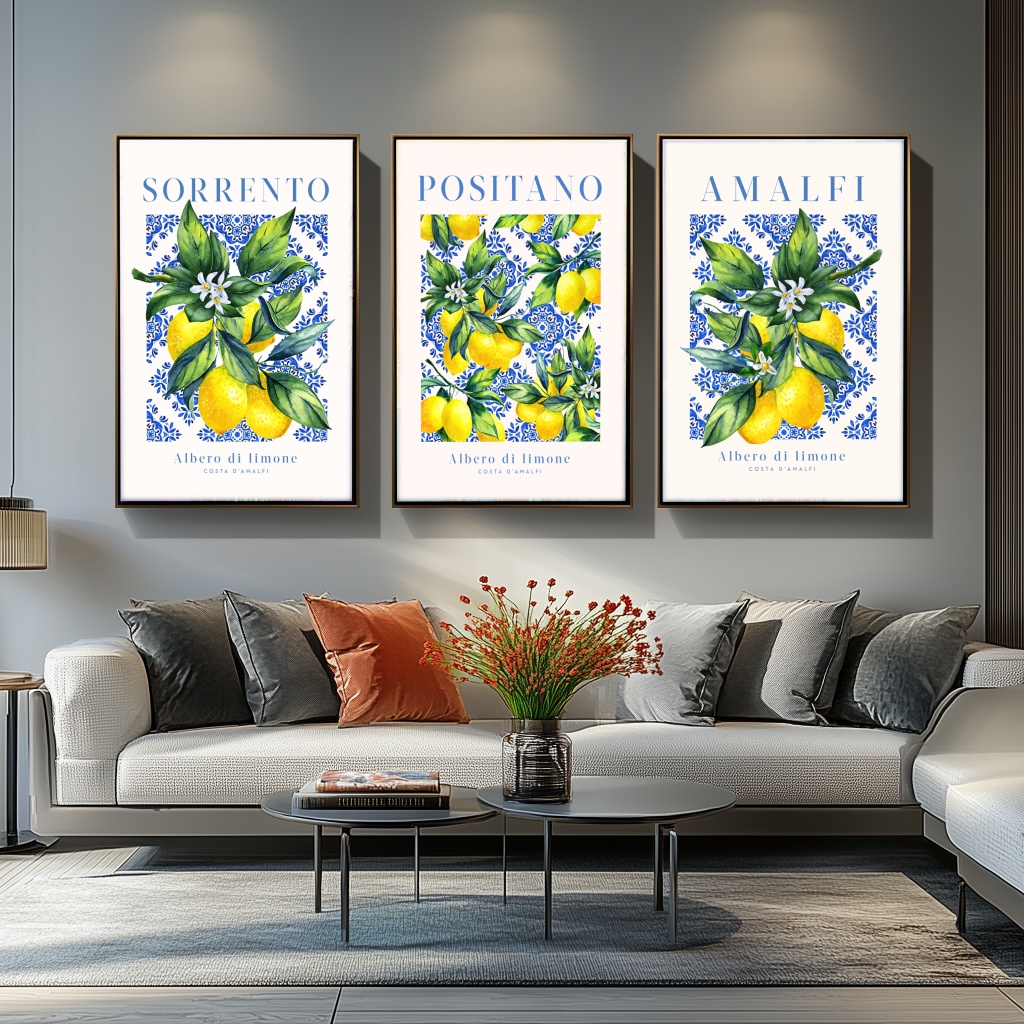 SORRENTO
Albero di limone
COSTA D'AMALFI
POSITANO
Albero di limone
COSTA D'AMALFI
AMALFI
Albero di limone
COSTA D'AMALFI